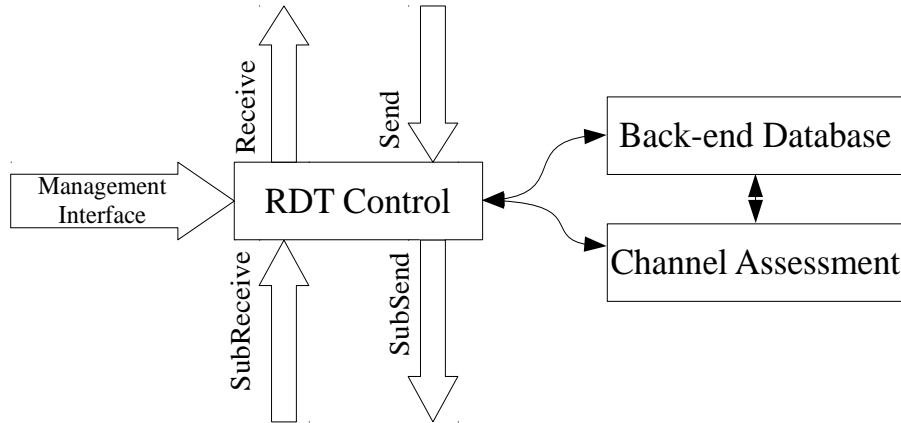 Receive
Send
Back-end Database
Management
Interface
RDT Control
Channel Assessment
SubReceive
SubSend